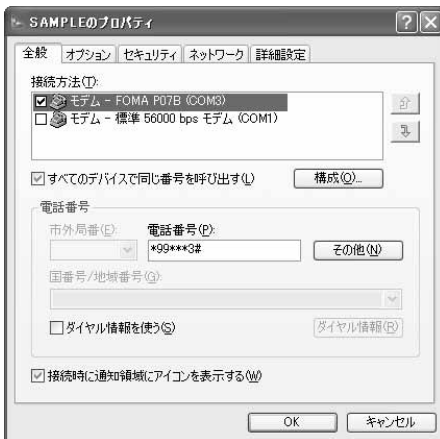 SAMPLEのプロパティ
全般 オプション セキュリティ ネットワーク 詳細設定
接続方法(T):
モデム - FOMA P07B (COM3)
モデム - 標準 56000 bps モデム (COM1)
すべてのデバイスで同じ番号を呼び出す(L) 構成(O)...
電話番号
市外局番(E): 電話番号(P):
*99***3# その他(N)
国番号/地域番号(G):
ダイヤル情報を使う(S) ダイヤル情報(R)
接続時に通知領域にアイコンを表示する(W)
OK キャンセル